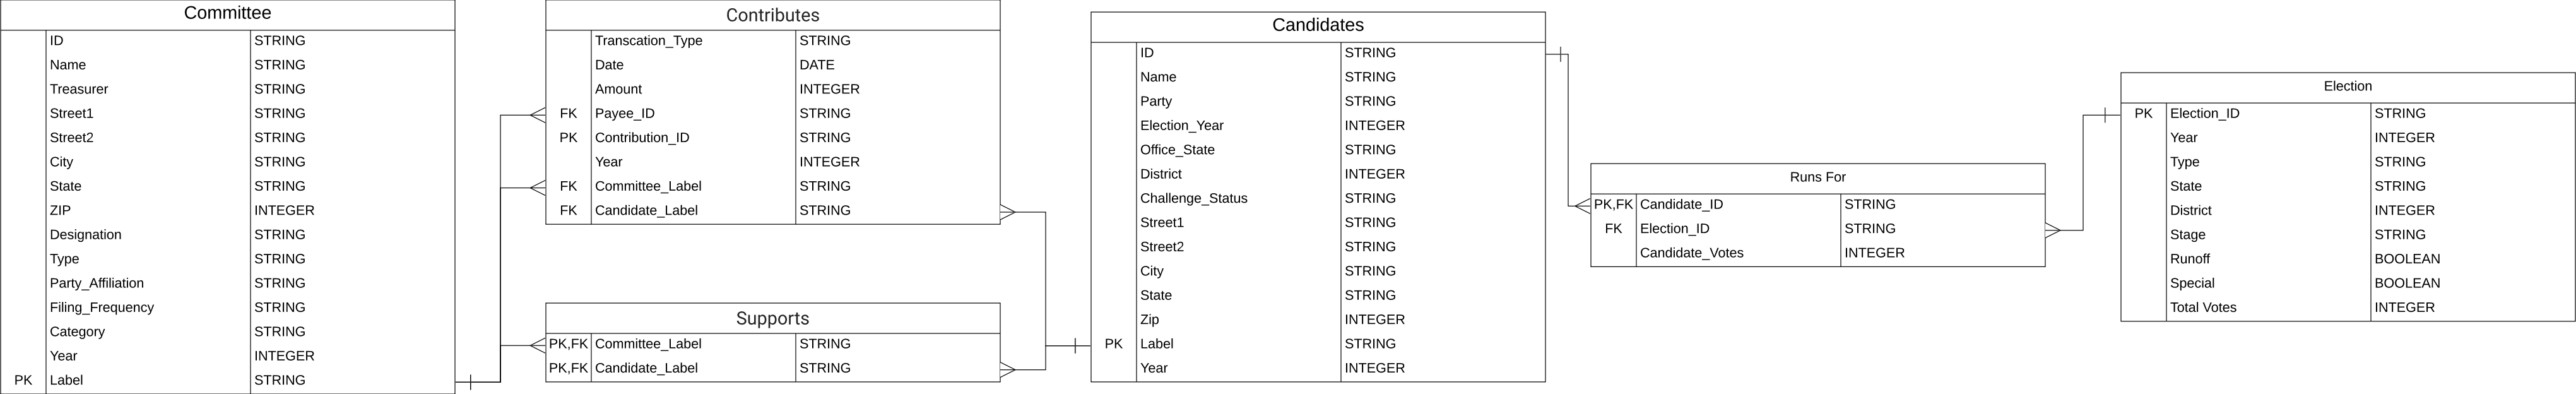 Committee
ID STRING
Name STRING
Treasurer STRING
Street1 STRING
Street2 STRING
City STRING
State STRING
ZIP INTEGER
Designation STRING
Type STRING
Party_Affiliation STRING
Filing_Frequency STRING
Category STRING
Year INTEGER
PK Label STRING
Contributes
Transcation_Type STRING
Date DATE
Amount INTEGER
FK Payee_ID STRING
PK Contribution_ID STRING
Year INTEGER
FK Committee_Label STRING
FK Candidate_Label STRING
Supports
PK,FK Committee_Label STRING
PK,FK Candidate_Label STRING
Candidates
ID STRING
Name STRING
Party STRING
Election_Year INTEGER
Office_State STRING
District INTEGER
Challenge_Status STRING
Street1 STRING
Street2 STRING
City STRING
State STRING
Zip INTEGER
PK Label STRING
Year INTEGER
Runs For
PK,FK Candidate_ID STRING
FK Election_ID STRING
Candidate_Votes INTEGER
Election
PK Election_ID STRING
Year INTEGER
Type STRING
State STRING
District INTEGER
Stage STRING
Runoff BOOLEAN
Special BOOLEAN
Total Votes INTEGER